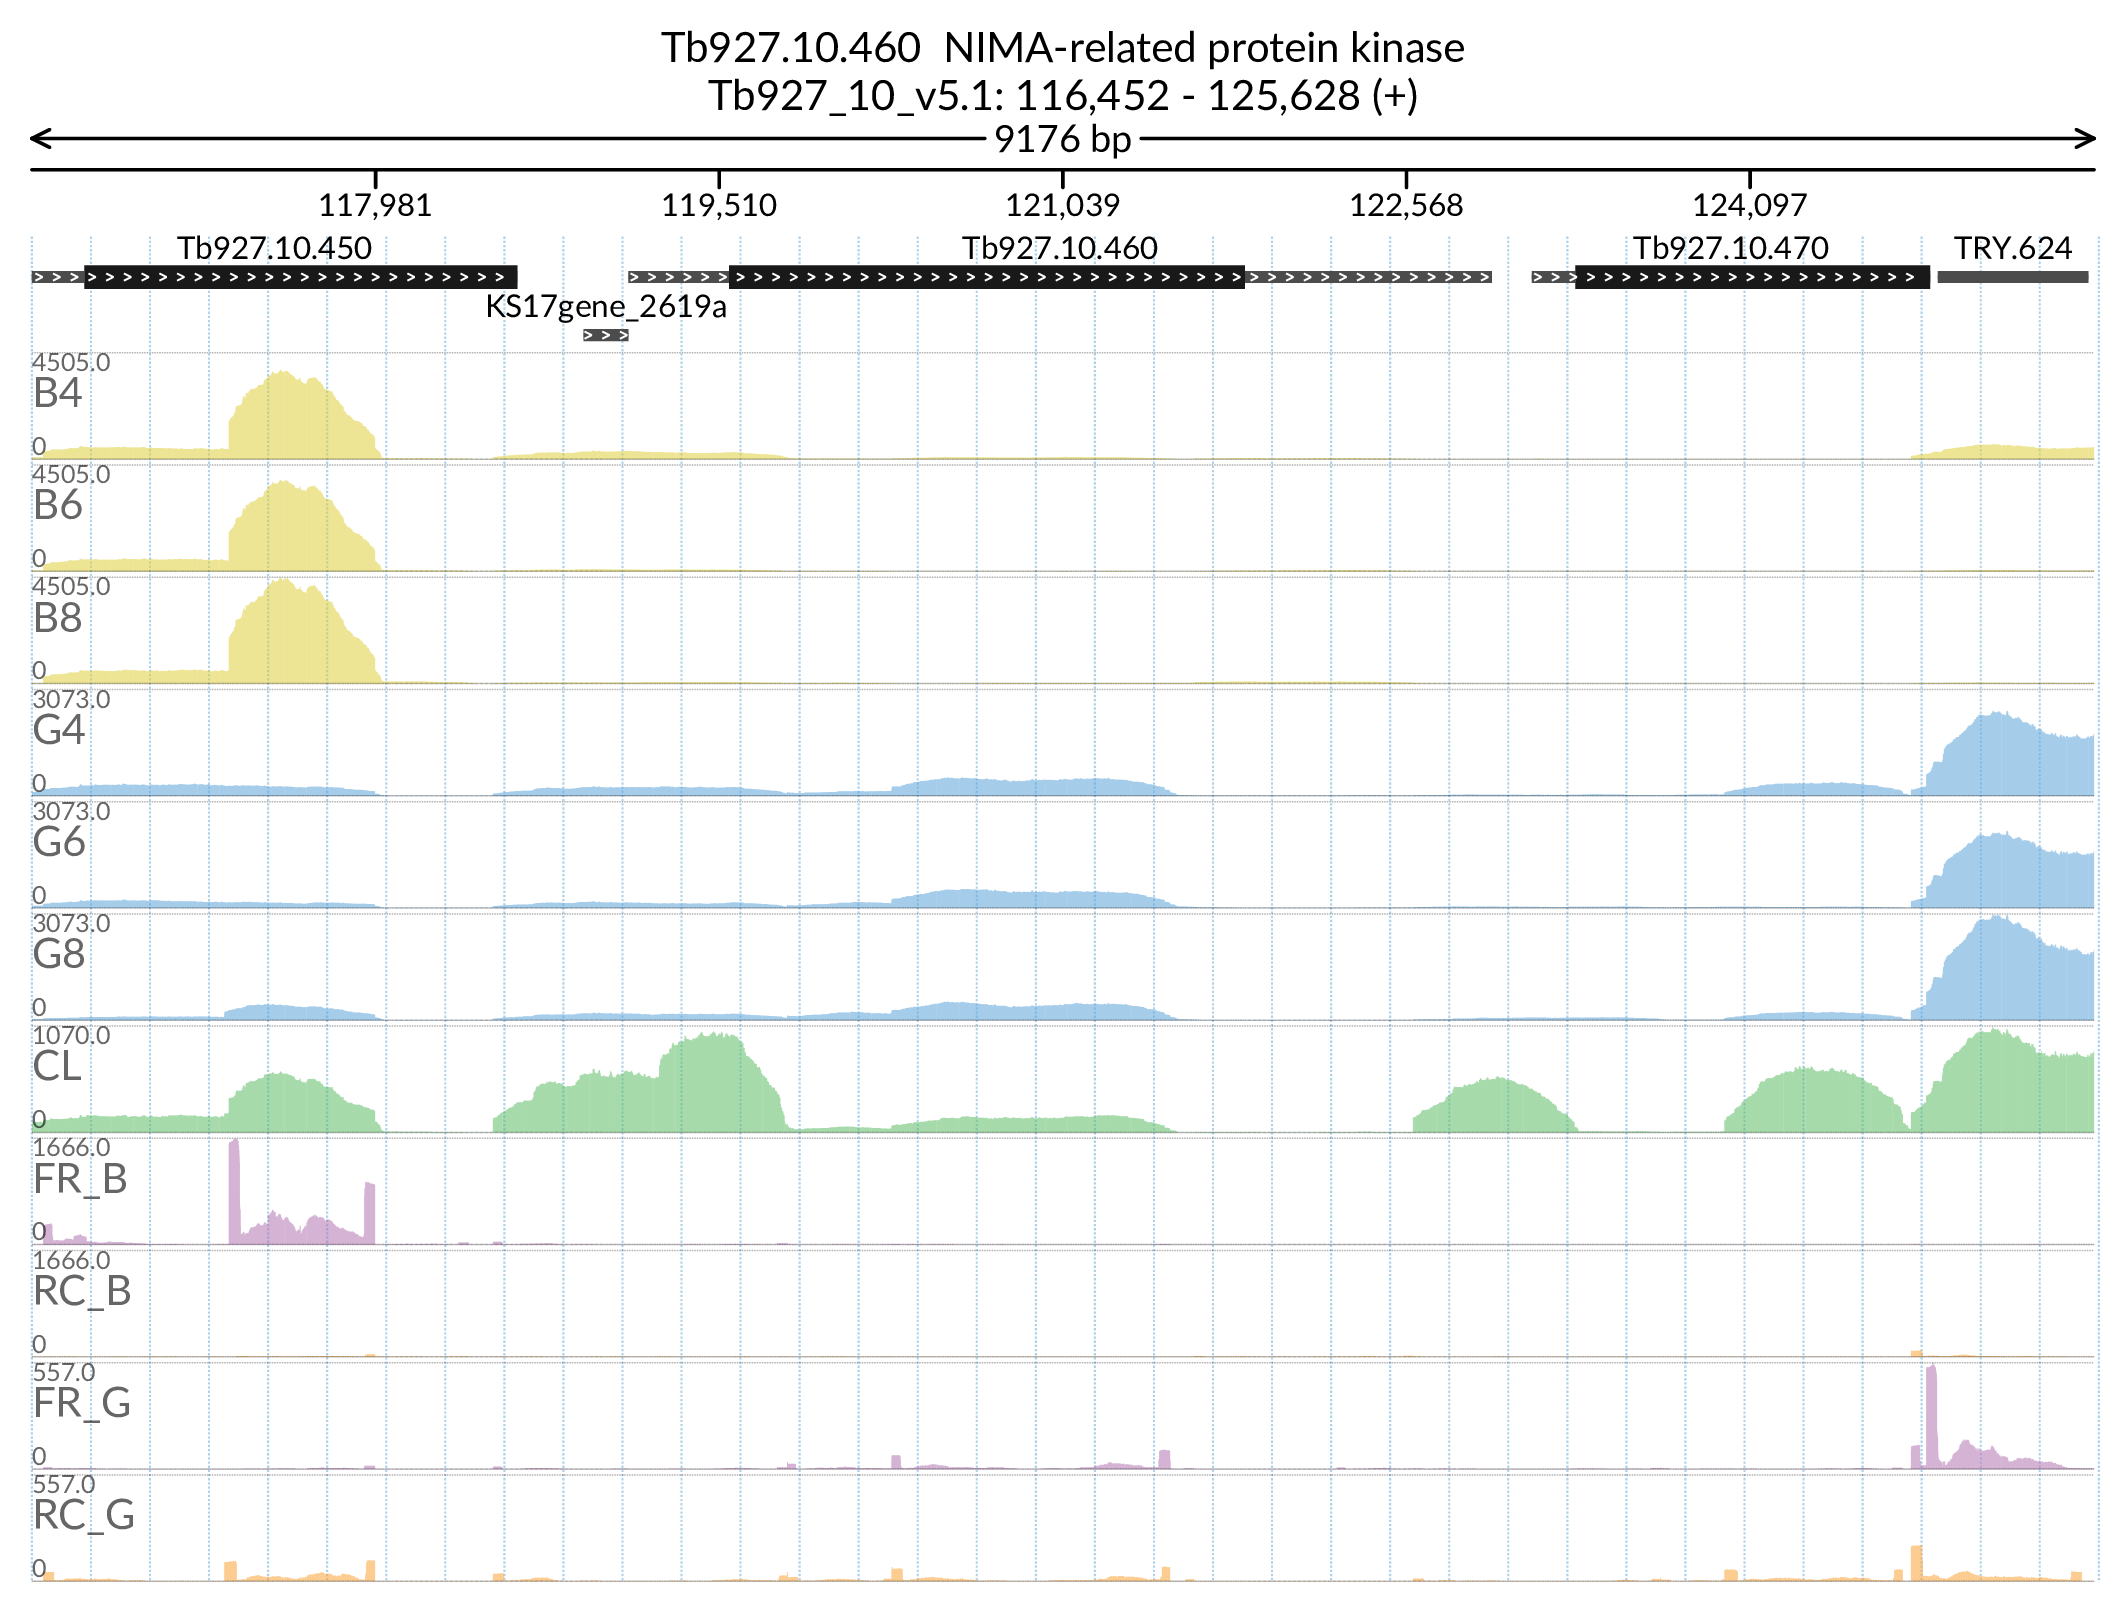 Tb927.10.460  NIMA-related protein kinase
Tb927_10_v5.1: 116,452 - 125,628 (+)
9176 bp
117,981 119,510 121,039 122,568 124,097
Tb927.10.450 Tb927.10.460 Tb927.10.470 TRY.624
KS17gene_2619a
4505.0
B4
0
4505.0
B6
0
4505.0
B8
0
3073.0
G4
0
3073.0
G6
0
3073.0
G8
0
1070.0
CL
0
1666.0
FR_B
0
1666.0
RC_B
0
557.0
FR_G
0
557.0
RC_G
0